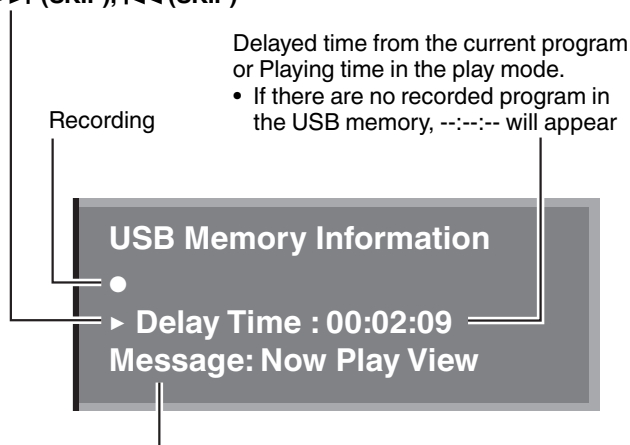 (SKIP), (SKIP)
Delayed time from the current program
or Playing time in the play mode.
• If there are no recorded program in
the USB memory, --:--:-- will appear
Recording
USB Memory Information
●
► Delay Time : 00:02:09
Message: Now Play View